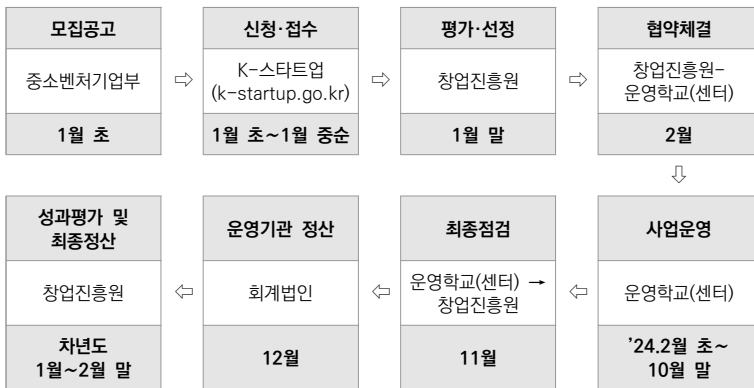 모집공고
중소벤처기업부
1월 초
⇨
신청·접수
K-스타트업
(k-startup.go.kr)
1월 초~1월 중순
⇨
평가·선정
창업진흥원
1월 말
⇨
협약체결
창업진흥원-
운영학교(센터)
2월
⇩
사업운영
운영학교(센터)
’24.2월 초~
10월 말
⇦
최종점검
운영학교(센터) →
창업진흥원
11월
⇦
운영기관 정산
회계법인
12월
⇦
성과평가 및
최종정산
창업진흥원
차년도
1월~2월 말